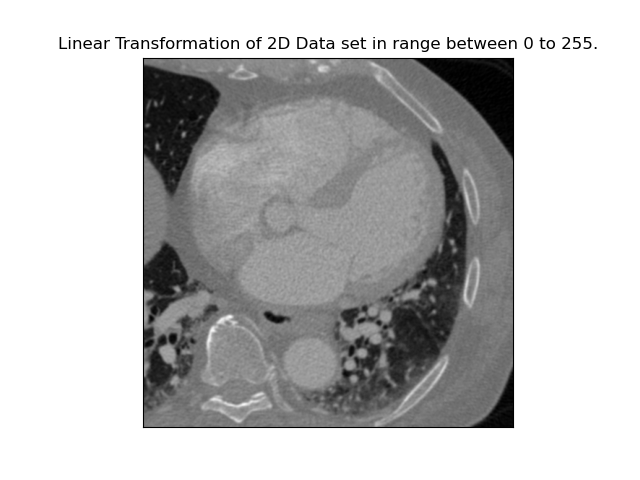 Linear Transformation of 2D Data set in range between 0 to 255.